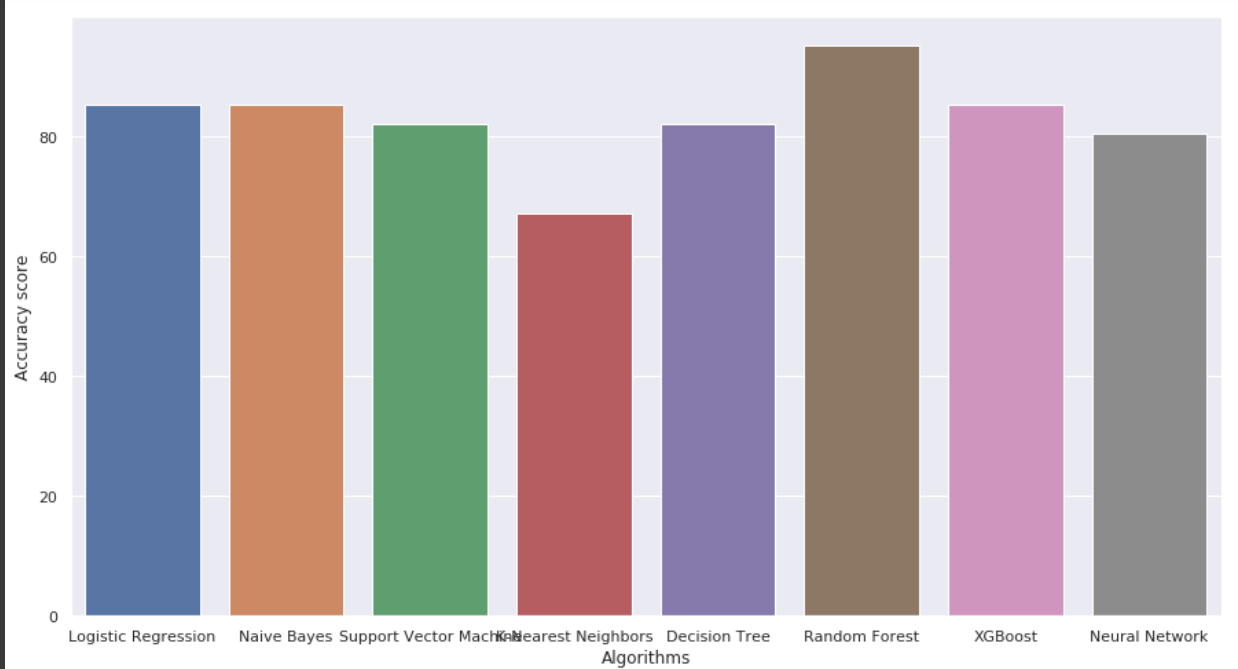 Accuracy score
80
60
40
20
0
Logistic Regression Naive Bayes Support Vector Machine K-Nearest Neighbors Decision Tree Random Forest XGBoost Neural Network
Algorithms